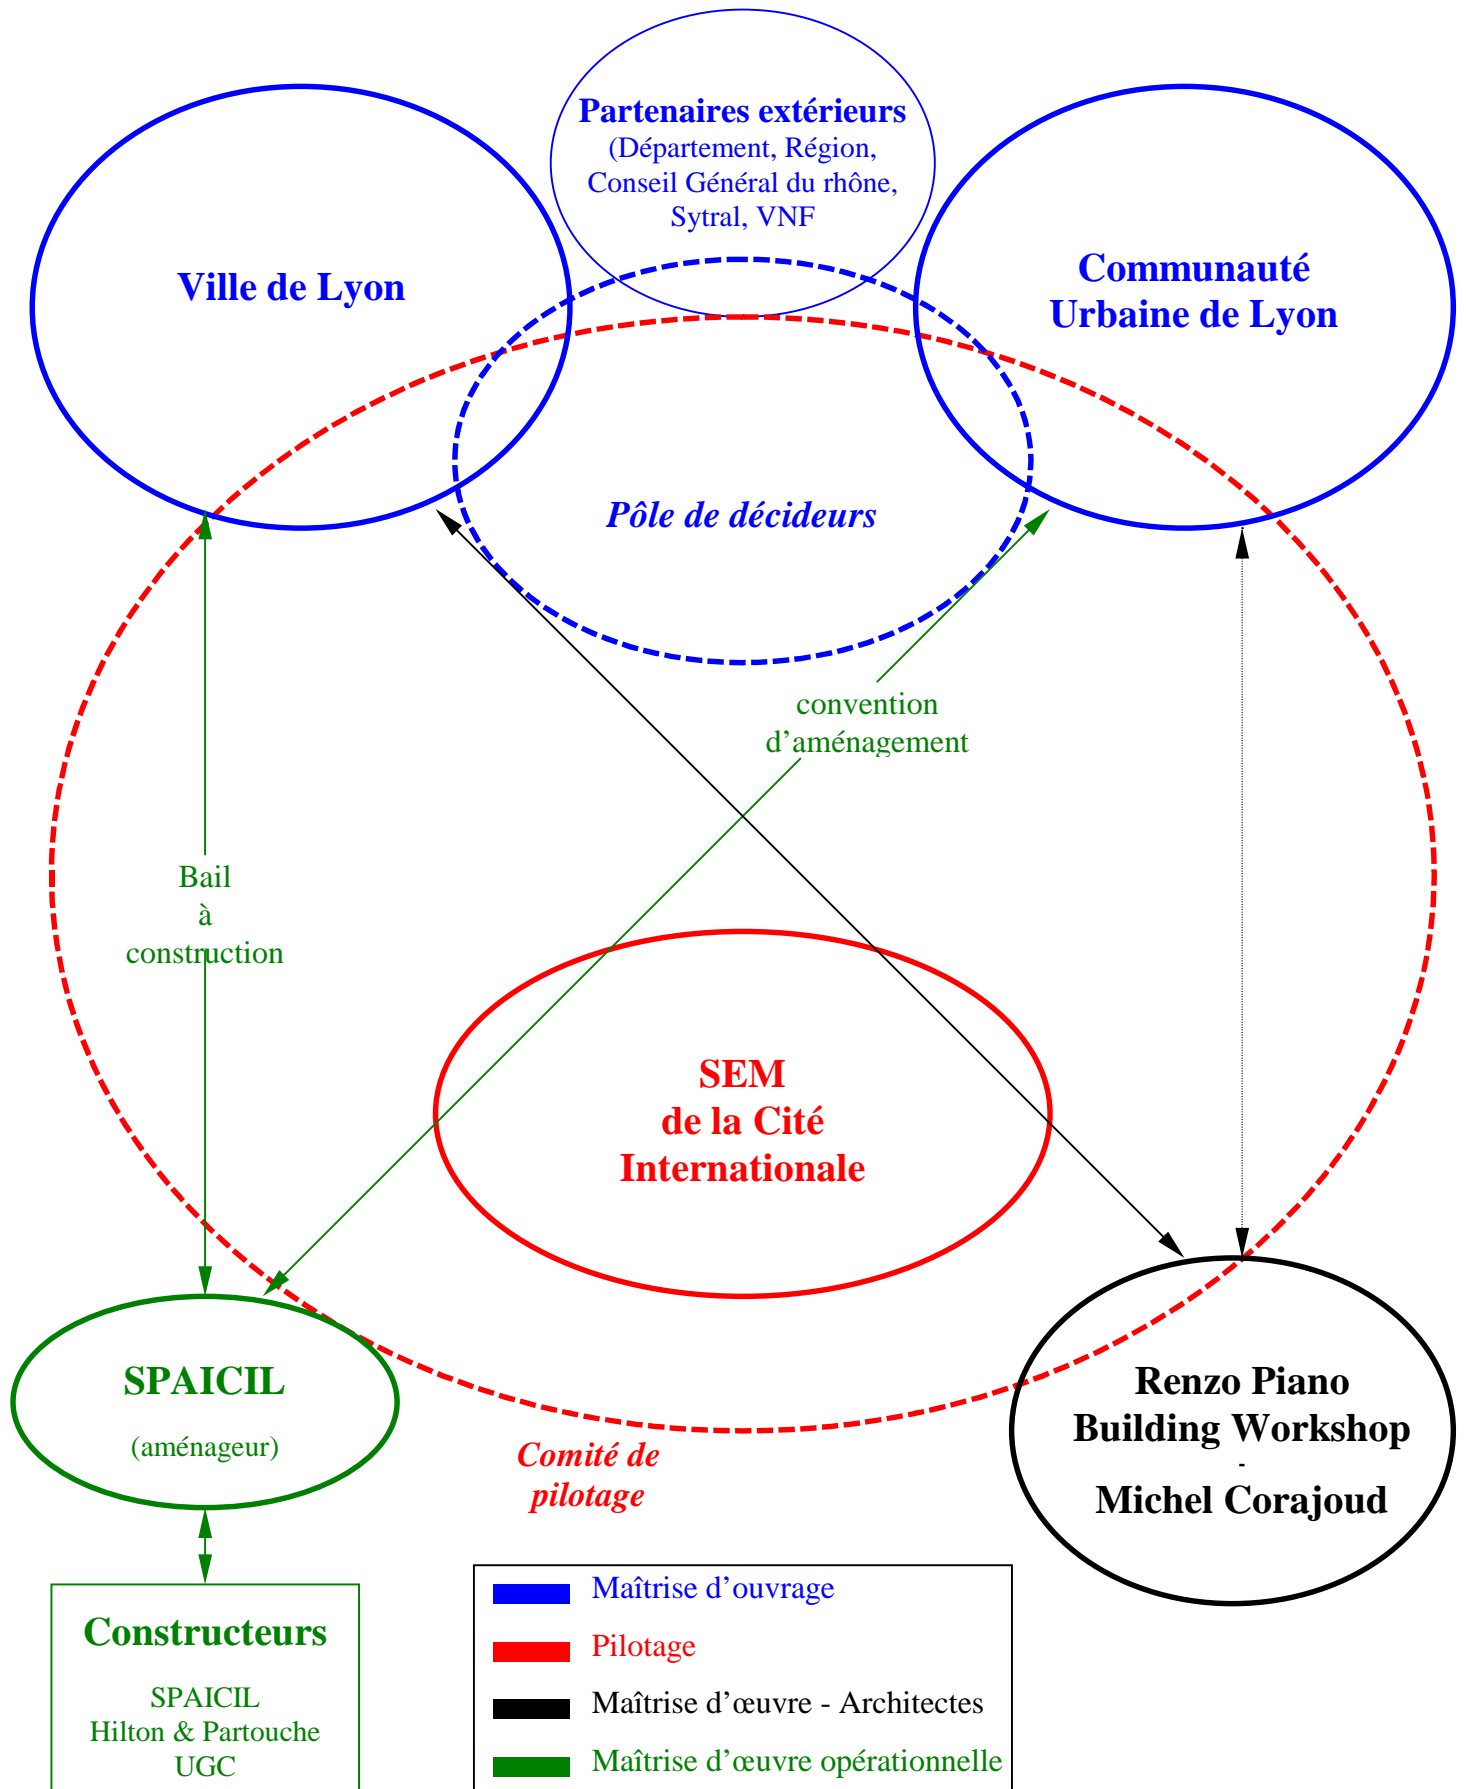 Partenaires extérieurs
(Département, Région,
Conseil Général du rhône,
Sytral, VNF
Ville de Lyon
Communauté
Urbaine de Lyon
Pôle de décideurs
convention
d'aménagement
Bail
à
construction
SEM
de la Cité
Internationale
SPAICIL
(aménageur)
Comité de
pilotage
Renzo Piano
Building Workshop
-
Michel Corajoud
Constructeurs
SPAICIL
Hilton & Partouche
UGC
Maîtrise d'ouvrage
Pilotage
Maîtrise d'œuvre - Architectes
Maîtrise d'œuvre opérationnelle